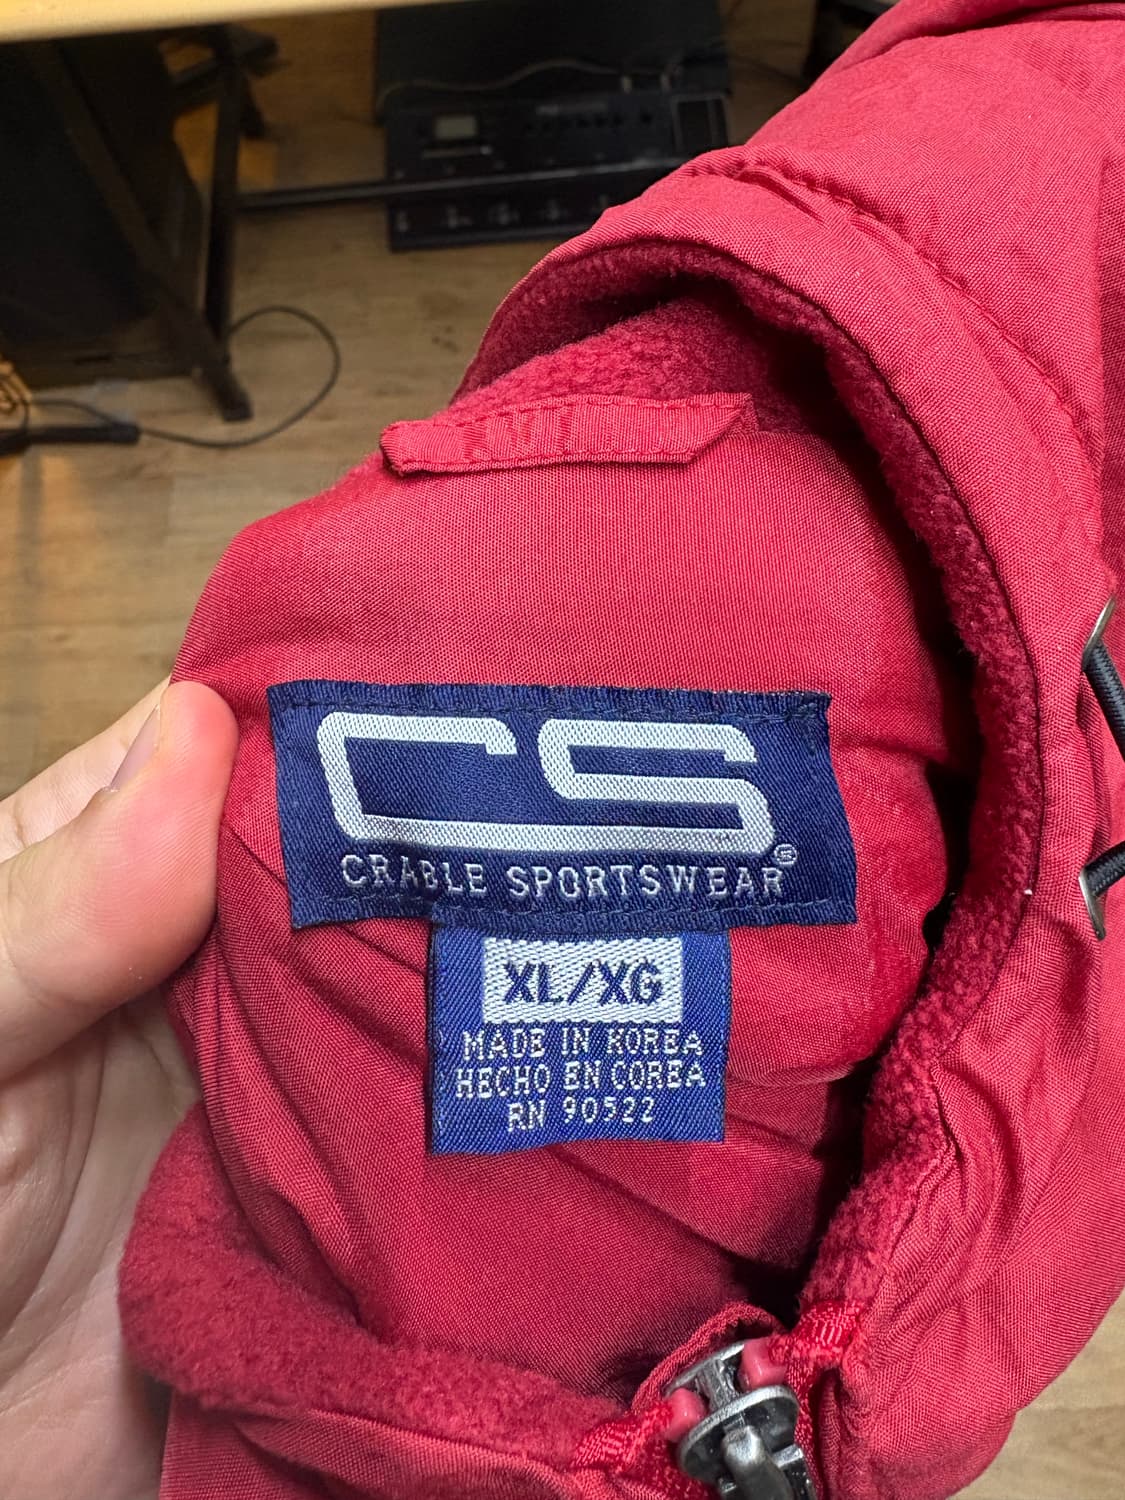 CS
CRABLE SPORTSWEAR®
XL/XG
MADE IN KOREA
HECHO EN COREA
RN 90522